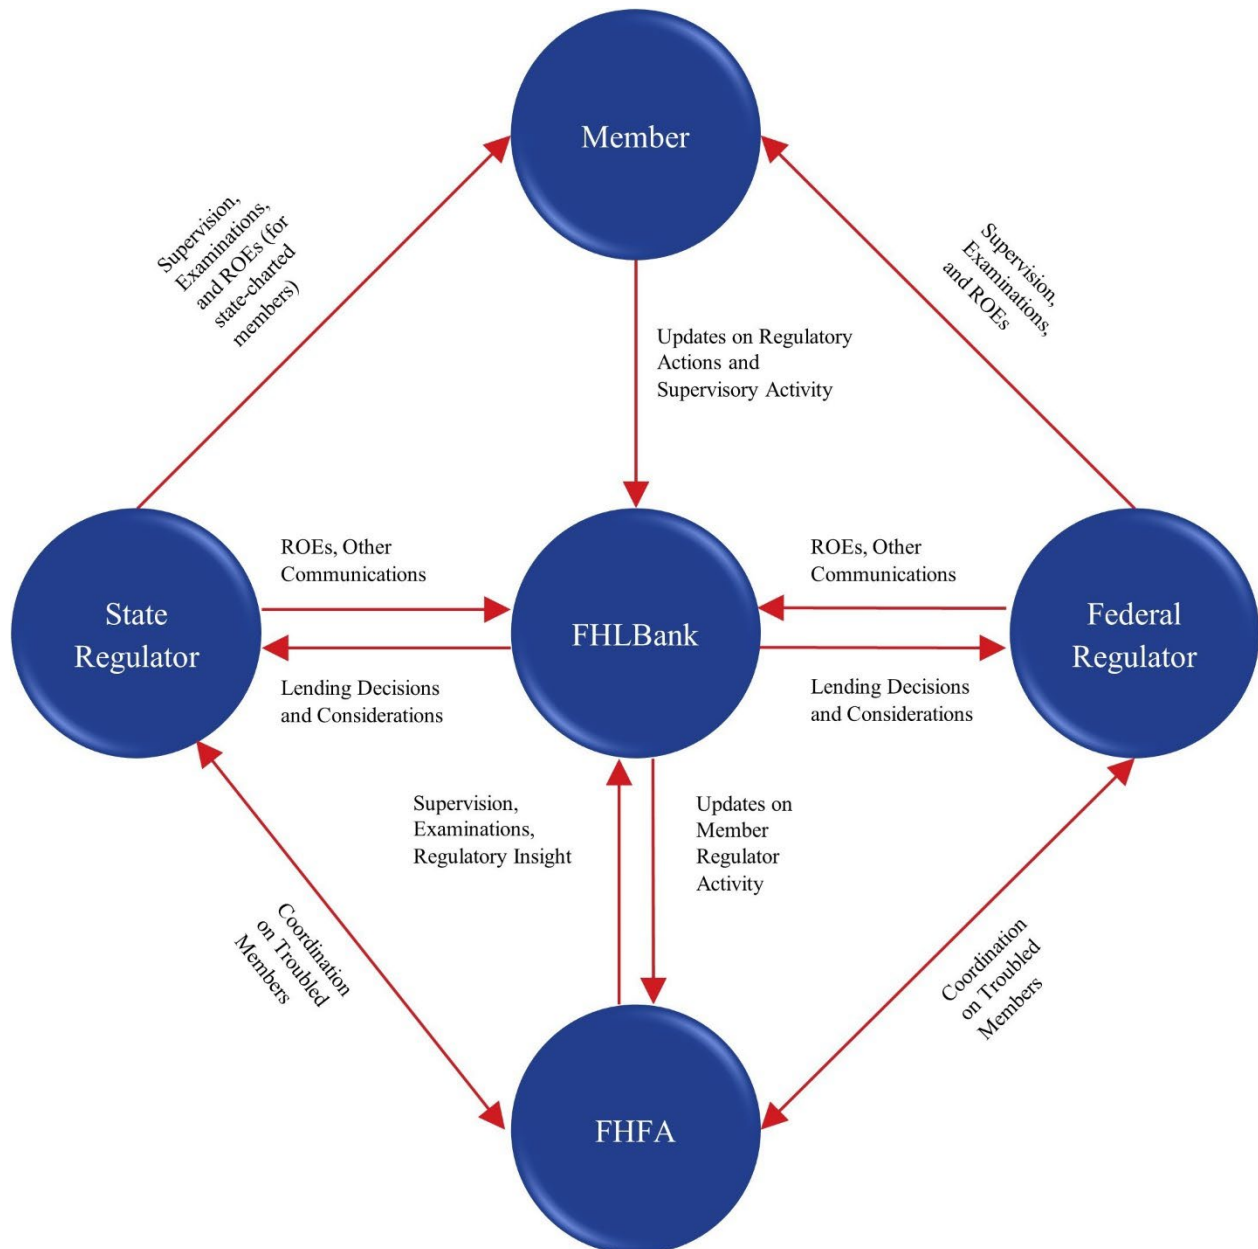 Member
Supervision,
Examinations,
and ROEs (for
state-charted
members)
Supervision,
Examinations,
and ROEs
Updates on Regulatory
Actions and
Supervisory Activity
State
Regulator
ROEs, Other
Communications
Lending Decisions
and Considerations
FHLBank
ROEs, Other
Communications
Lending Decisions
and Considerations
Federal
Regulator
Supervision,
Examinations,
Regulatory Insight
Updates on
Member
Regulator
Activity
Coordination
on Troubled
Members
Coordination
on Troubled
Members
FHFA